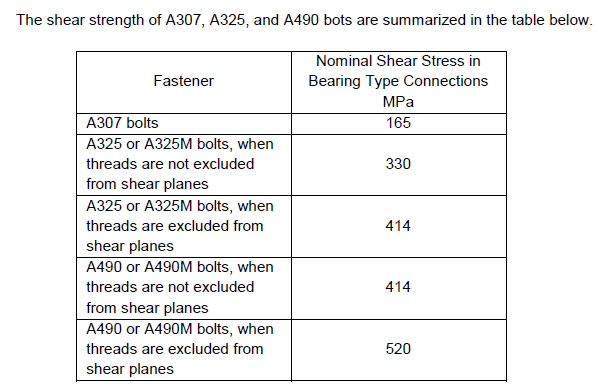 The shear strength of A307, A325, and A490 bots are summarized in the table below.
Fastener
Nominal Shear Stress in
Bearing Type Connections
MPa
A307 bolts
165
A325 or A325M bolts, when
threads are not excluded
from shear planes
330
A325 or A325M bolts, when
threads are excluded from
shear planes
414
A490 or A490M bolts, when
threads are not excluded
from shear planes
414
A490 or A490M bolts, when
threads are excluded from
shear planes
520